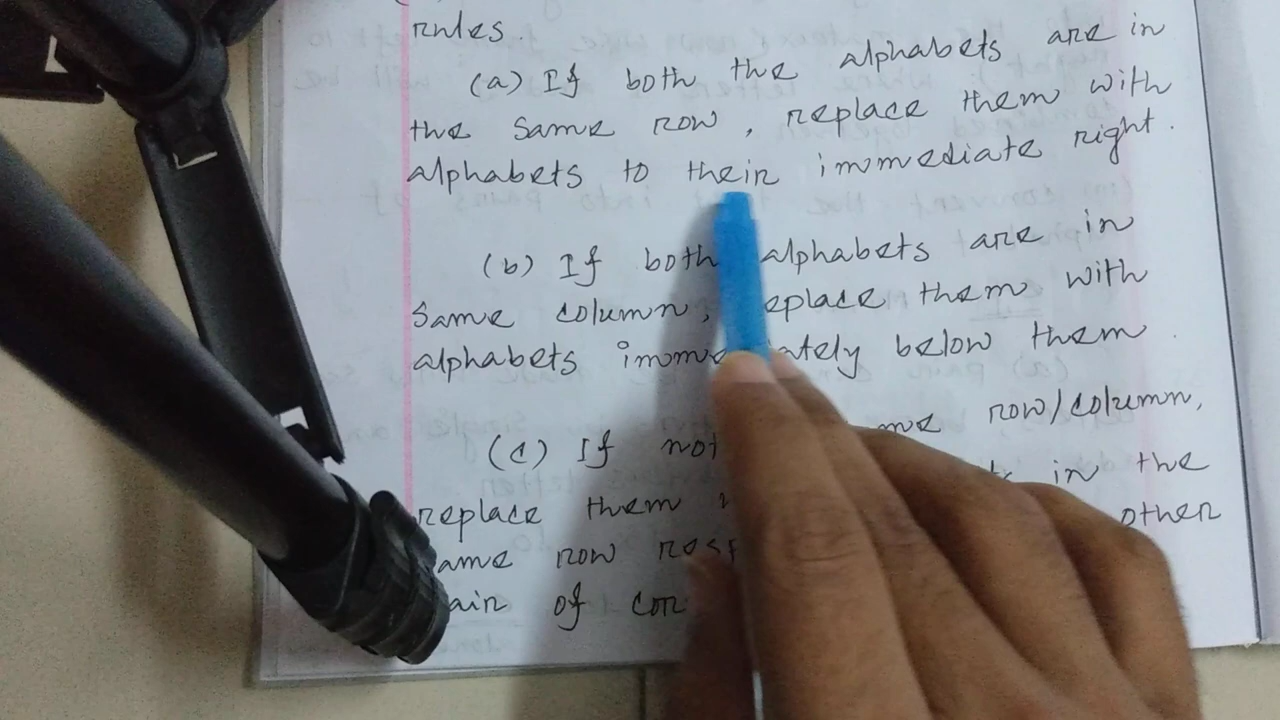 rules.
(a) If both the alphabets are in
the same row, replace them with
alphabets to their immediate right.
(b) If both alphabets are in
same column, replace them with
alphabets immediately below them.
(c) If not row/column,
replace them in the
same row other
of